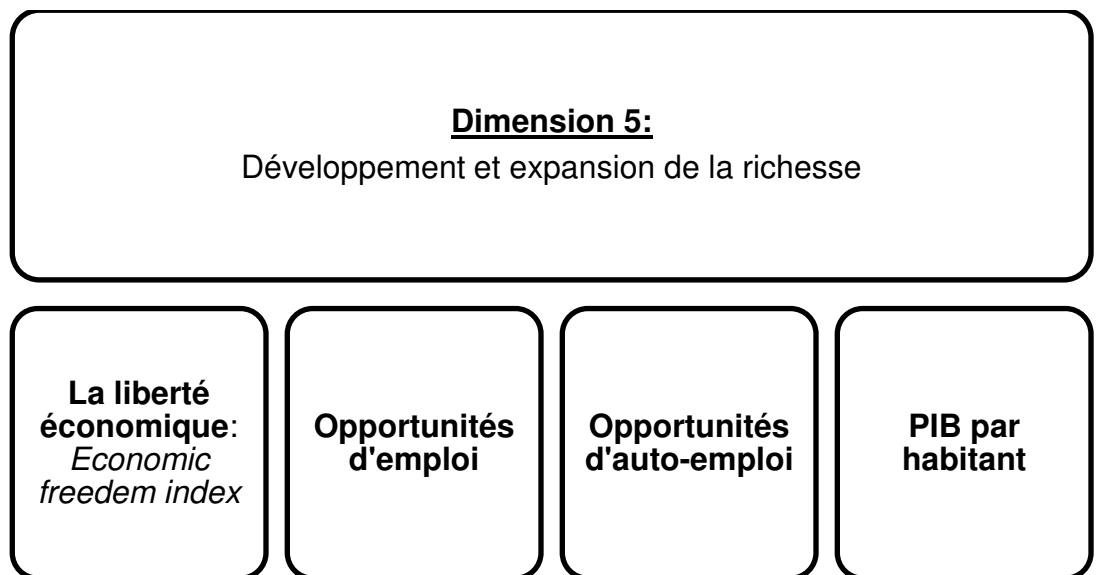 Dimension 5:
Développement et expansion de la richesse
La liberté
économique:
Economic
freedem index
Opportunités
d'emploi
Opportunités
d'auto-emploi
PIB par
habitant